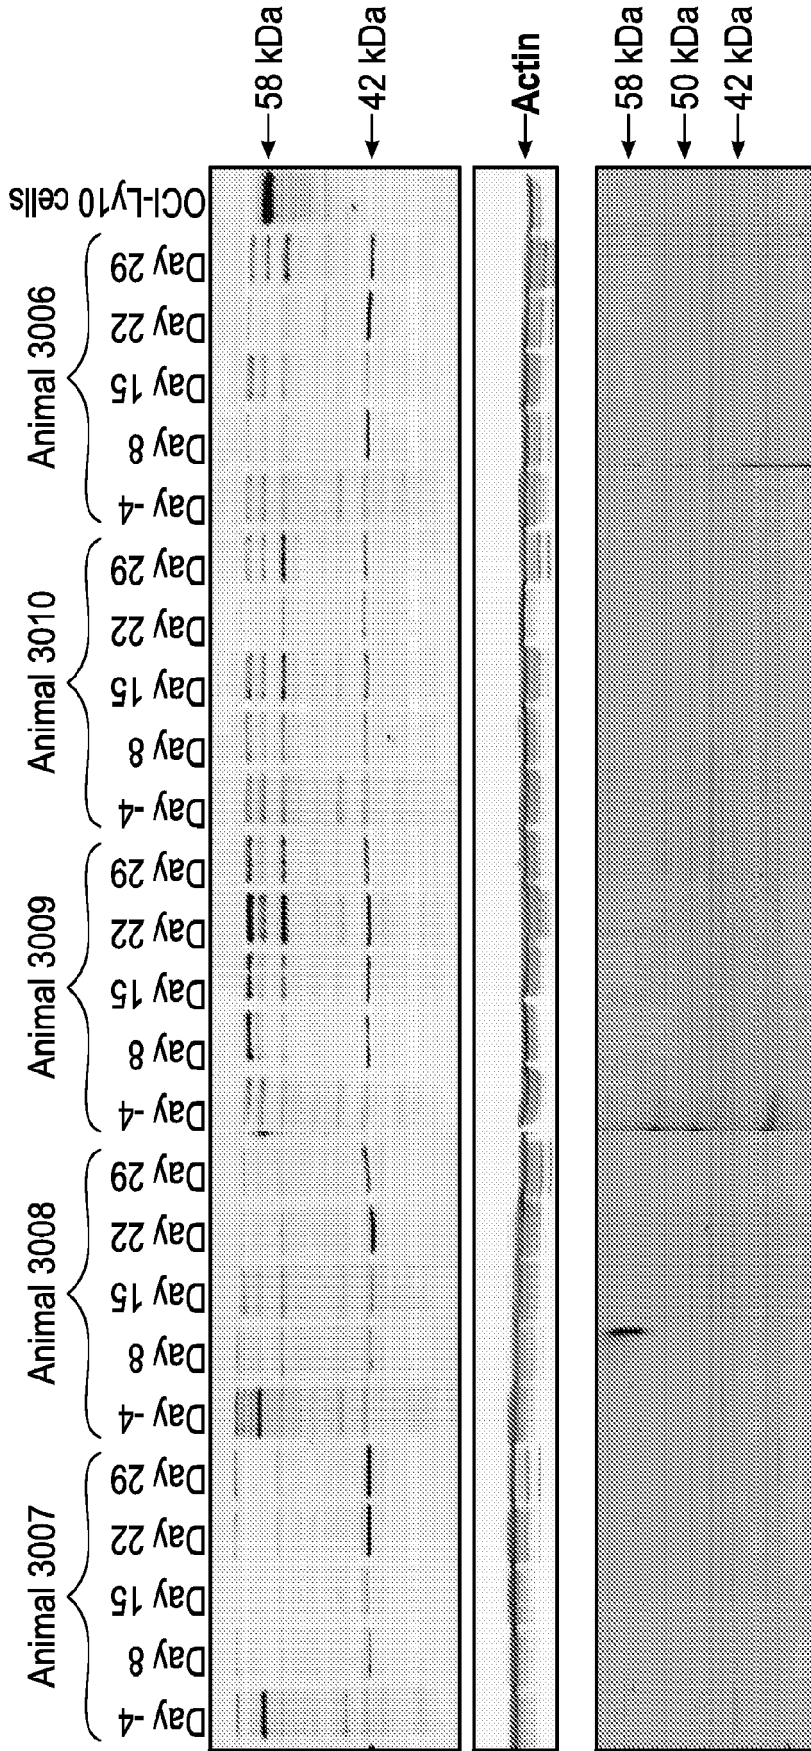 Animal 3007
Animal 3008
Animal 3009
Animal 3010
Animal 3006
Day -4
Day 8
Day 15
Day 22
Day 29
Day -4
Day 8
Day 15
Day 22
Day 29
Day -4
Day 8
Day 15
Day 22
Day 29
Day -4
Day 8
Day 15
Day 22
Day 29
Day -4
Day 8
Day 15
Day 22
Day 29
OCI-Ly10 cells
58 kDa
42 kDa
Actin
58 kDa
50 kDa
42 kDa